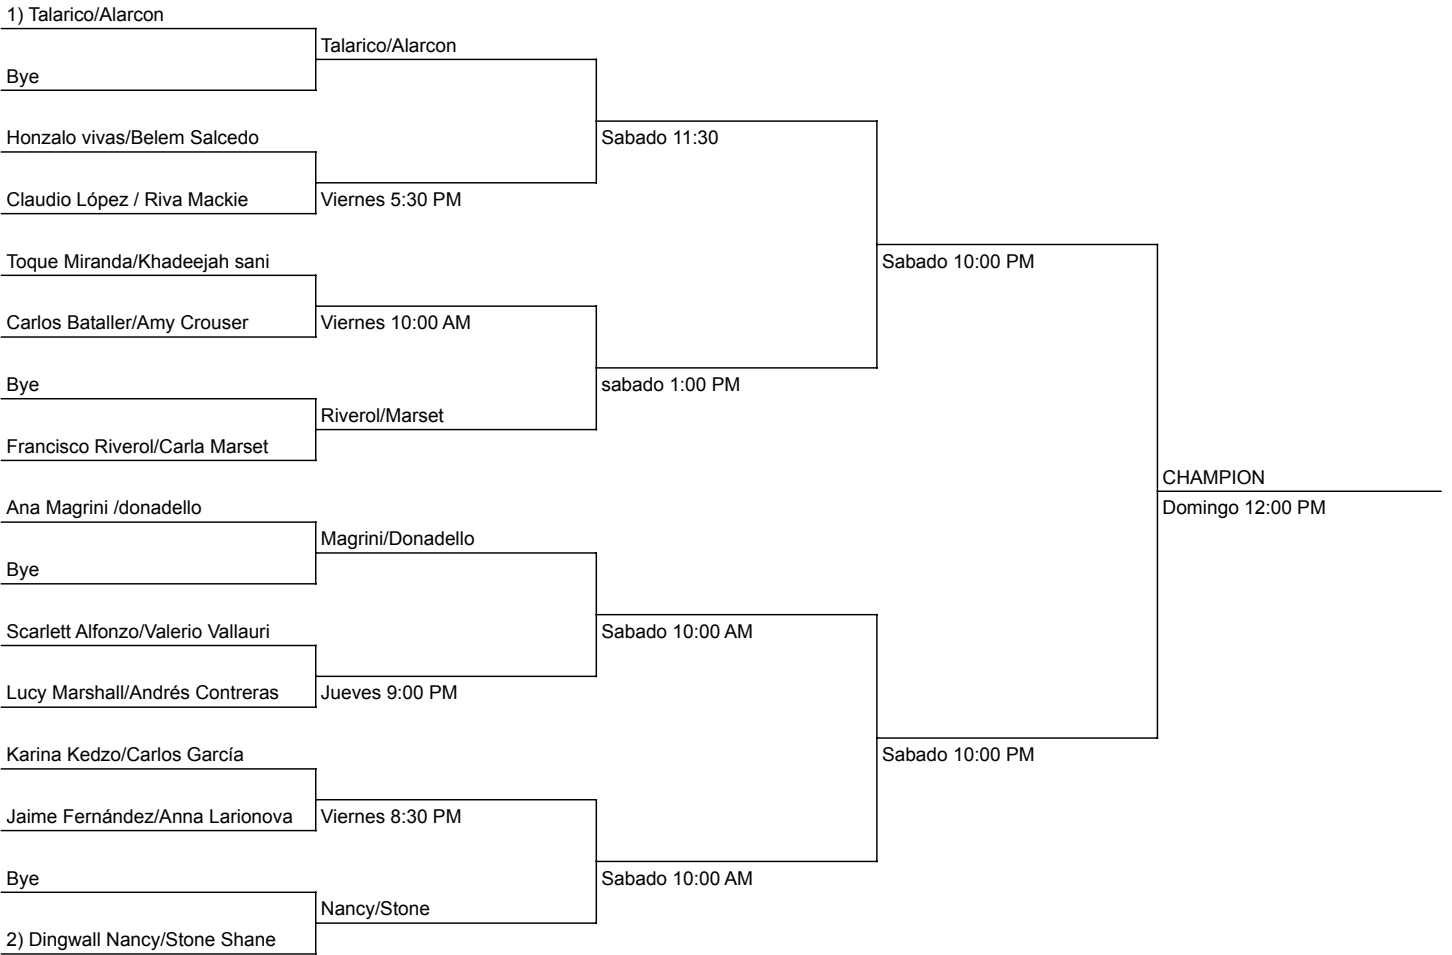 1) Talarico/Alarcon
Talarico/Alarcon
Bye
Honzalo vivas/Belem Salcedo
Sabado 11:30
Claudio López / Riva Mackie
Viernes 5:30 PM
Toque Miranda/Khadeejah sani
Sabado 10:00 PM
Carlos Bataller/Amy Crouser
Viernes 10:00 AM
Bye
sabado 1:00 PM
Riverol/Marset
Francisco Riverol/Carla Marset
CHAMPION
Ana Magrini /donadello
Domingo 12:00 PM
Magrini/Donadello
Bye
Scarlett Alfonzo/Valerio Vallauri
Sabado 10:00 AM
Lucy Marshall/Andrés Contreras
Jueves 9:00 PM
Karina Kedzo/Carlos García
Sabado 10:00 PM
Jaime Fernández/Anna Larionova
Viernes 8:30 PM
Bye
Sabado 10:00 AM
Nancy/Stone
2) Dingwall Nancy/Stone Shane